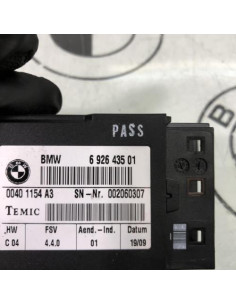 PASS
BMW 6 926 435 01
0040 1154 A3 SN-Nr. 002060307
TEMIC
HW FSV Aend.-Ind. Datum
C 04 4.4.0 01 19/09